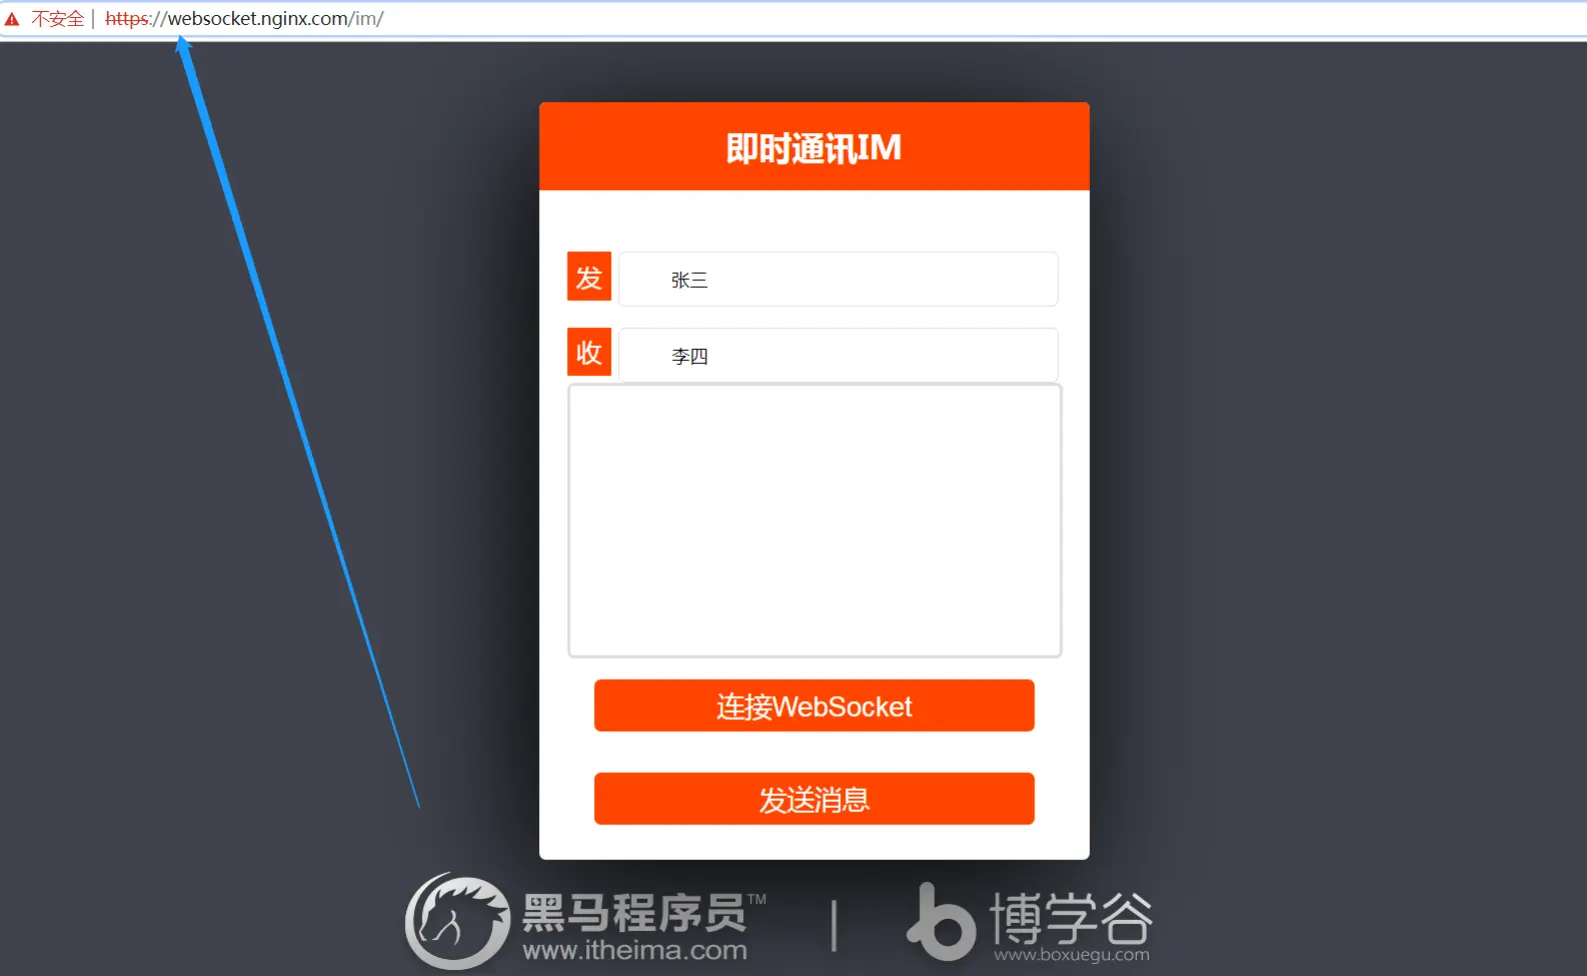 不安全 | https://websocket.nginx.com/im/
即时通讯IM
发 张三
收 李四
连接WebSocket
发送消息
黑马程序员™ | 博学谷
www.itheima.com www.boxuegu.com